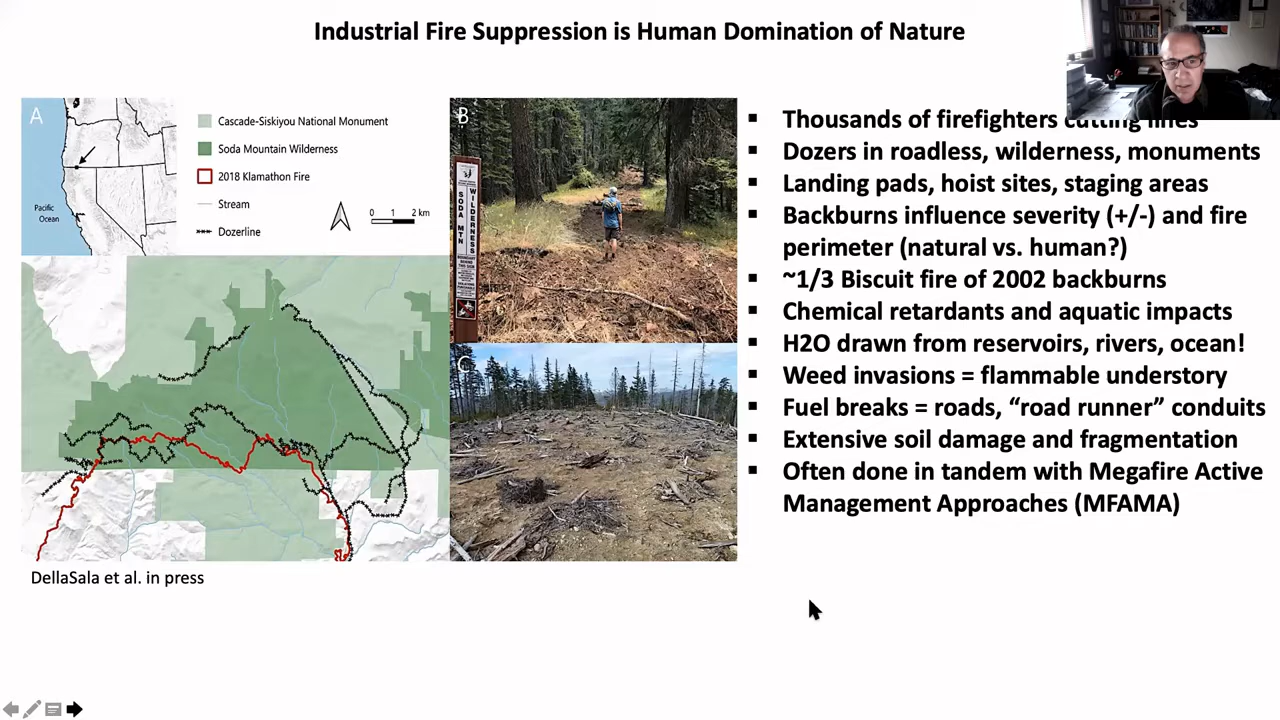 Industrial Fire Suppression is Human Domination of Nature
A
Cascade-Siskiyou National Monument
Soda Mountain Wilderness
2018 Klamathon Fire
Stream
Dozerline
Pacific
Ocean
0 1 2 km
B
SODA MTN
WILDERNESS
C
DellaSala et al. in press
▪ Thousands of firefighters cutting lines
▪ Dozers in roadless, wilderness, monuments
▪ Landing pads, hoist sites, staging areas
▪ Backburns influence severity (+/-) and fire
perimeter (natural vs. human?)
▪ ~1/3 Biscuit fire of 2002 backburns
▪ Chemical retardants and aquatic impacts
▪ H2O drawn from reservoirs, rivers, ocean!
▪ Weed invasions = flammable understory
▪ Fuel breaks = roads, “road runner” conduits
▪ Extensive soil damage and fragmentation
▪ Often done in tandem with Megafire Active
Management Approaches (MFAMA)